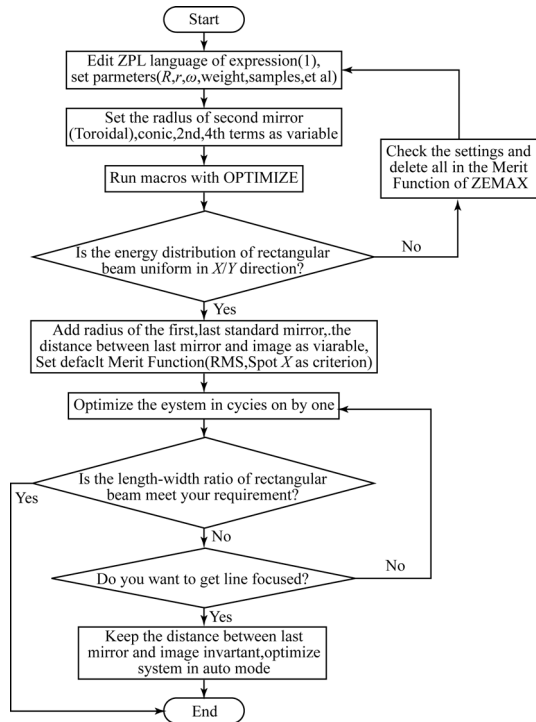 Start
Edit ZPL language of expression(1),
set parmeters(R,r,ω,weight,samples,et al)
Set the radlus of second mirror
(Toroidal),conic,2nd,4th terms as variable
Run macros with OPTIMIZE
Check the settings and
delete all in the Merit
Function of ZEMAX
Is the energy distribution of rectangular
beam uniform in X/Y direction?
No
Yes
Add radius of the first,last standard mirror,.the
distance between last mirror and image as viarable,
Set defaclt Merit Function(RMS,Spot X as criterion)
Optimize the eystem in cycles on by one
Is the length-width ratio of rectangular
beam meet your requirement?
Yes
No
Do you want to get line focused?
No
Yes
Keep the distance between last
mirror and image invartant,optimize
system in auto mode
End